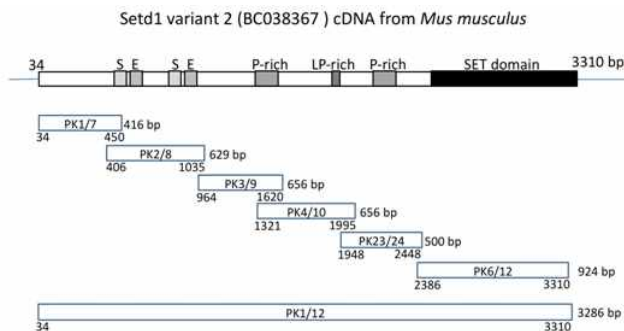 Setd1 variant 2 (BC038367 ) cDNA from Mus musculus
34 S E S E P-rich LP-rich P-rich SET domain 3310 bp
PK1/7 416 bp
34 450
PK2/8 629 bp
406 1035
PK3/9 656 bp
964 1620
PK4/10 656 bp
1321 1995
PK23/24 500 bp
1948 2448
PK6/12 924 bp
2386 3310
PK1/12 3286 bp
34 3310